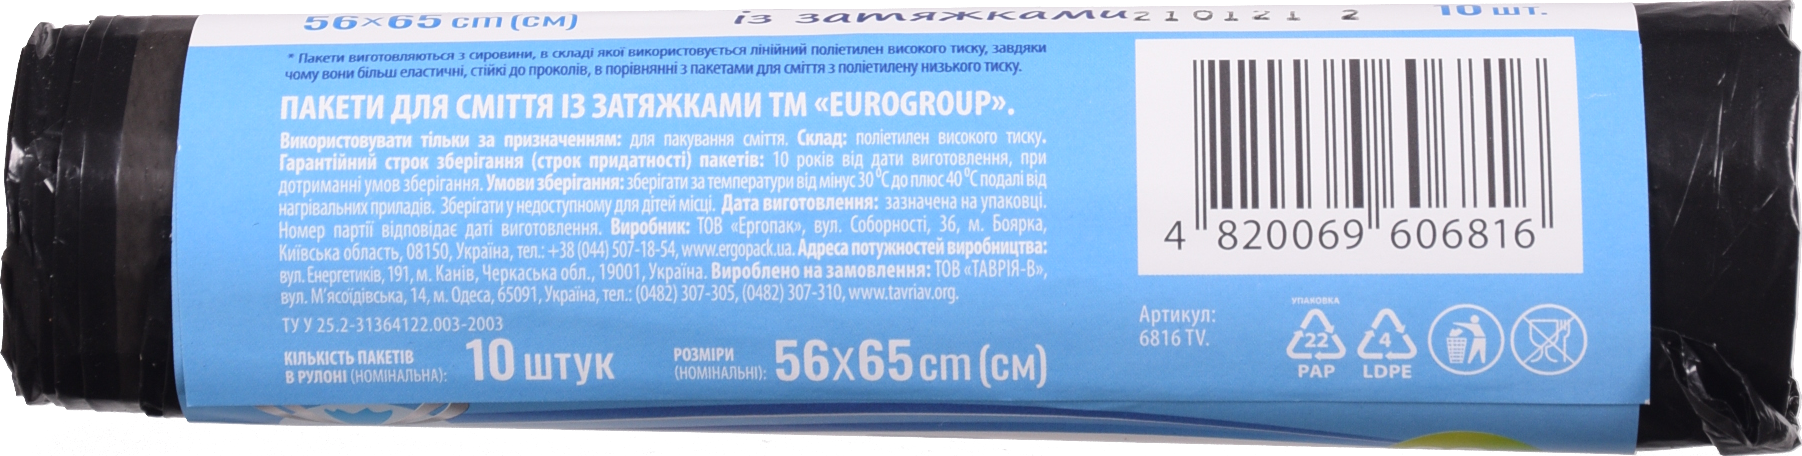 56×65 cm (см) із затяжками 210121 2 10 шт.
* Пакети виготовляються з сировини, в складі якої використовується лінійний поліетилен високого тиску, завдяки
чому вони більш еластичні, стійкі до проколів, в порівнянні з пакетами для сміття з поліетилену низького тиску.
ПАКЕТИ ДЛЯ СМІТТЯ ІЗ ЗАТЯЖКАМИ ТМ «EUROGROUP».
Використовувати тільки за призначенням: для пакування сміття. Склад: поліетилен високого тиску.
Гарантійний строк зберігання (строк придатності) пакетів: 10 років від дати виготовлення, при
дотриманні умов зберігання. Умови зберігання: зберігати за температури від мінус 30 °С до плюс 40 °С подалі від
нагрівальних приладів. Зберігати у недоступному для дітей місці. Дата виготовлення: зазначена на упаковці.
Номер партії відповідає даті виготовлення. Виробник: ТОВ «Ергопак», вул. Соборності, 36, м. Боярка,
Київська область, 08150, Україна, тел.: +38 (044) 507-18-54, www.ergopack.ua. Адреса потужностей виробництва:
вул. Енергетиків, 191, м. Канів, Черкаська обл., 19001, Україна. Вироблено на замовлення: ТОВ «ТАВРІЯ-В»,
вул. М'ясоїдівська, 14, м. Одеса, 65091, Україна, тел.: (0482) 307-305, (0482) 307-310, www.tavriav.org.
ТУ У 25.2-31364122.003-2003
КІЛЬКІСТЬ ПАКЕТІВ
В РУЛОНІ (НОМІНАЛЬНА): 10 штук
РОЗМІРИ
(НОМІНАЛЬНІ): 56×65 cm (см)
4 820069 606816
Артикул:
6816 TV.
УПАКОВКА
22
PAP
4
LDPE